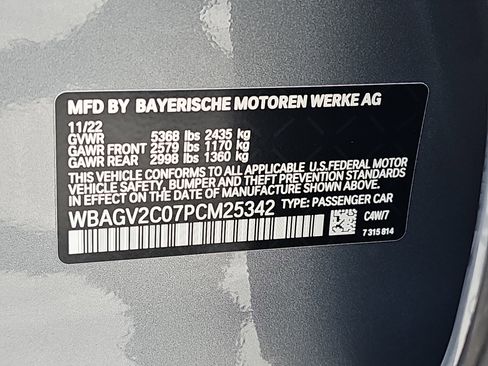 MFD BY BAYERISCHE MOTOREN WERKE AG
11/22
GVWR 5368 lbs 2435 kg
GAWR FRONT 2579 lbs 1170 kg
GAWR REAR 2998 lbs 1360 kg
THIS VEHICLE CONFORMS TO ALL APPLICABLE U.S.FEDERAL MOTOR
VEHICLE SAFETY, BUMPER, AND THEFT PREVENTION STANDARDS
IN EFFECT ON THE DATE OF MANUFACTURE SHOWN ABOVE.
WBAGV2C07PCM25342 TYPE: PASSENGER CAR
C4W/7
7 315 814